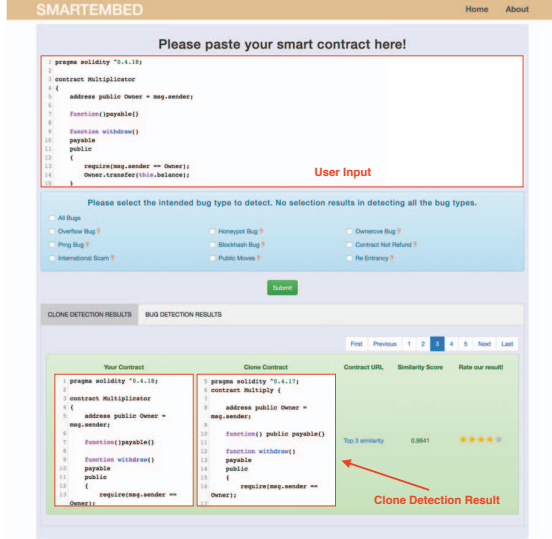 SMARTEMBED
Home About
Please paste your smart contract here!
1 pragma solidity ^0.4.18;
2
3 contract Multiplicator
4 {
5 address public Owner = msg.sender;
6
7 function()payable{}
8
9 function withdraw()
10 payable
11 public
12 {
13 require(msg.sender == Owner);
14 Owner.transfer(this.balance);
15 }
User Input
Please select the intended bug type to detect. No selection results in detecting all the bug types.
All Bugs
Overflow Bug ? Honeypot Bug ? Ownerove Bug ?
Prng Bug ? Blockhash Bug ? Contract Not Refund ?
International Scam ? Public Moves ? Re Entrancy ?
Submit
CLONE DETECTION RESULTS BUG DETECTION RESULTS
First Previous 1 2 3 4 5 Next Last
Your Contract Clone Contract Contract URL Similarity Score Rate our result!
1 pragma solidity ^0.4.18;
2
3 contract Multiplicator
4 {
5 address public Owner =
msg.sender;
6
7 function()payable{}
8
9 function withdraw()
10 payable
11 public
12 {
13 require(msg.sender ==
Owner);
5 pragma solidity ^0.4.17;
6 contract Multiply {
7
8 address public Owner =
msg.sender;
9
10 function() public payable{}
11
12 function withdraw()
13 payable
14 public
15 {
16 require(msg.sender ==
Owner);
17
Top 3 similarity 0.9841
Clone Detection Result